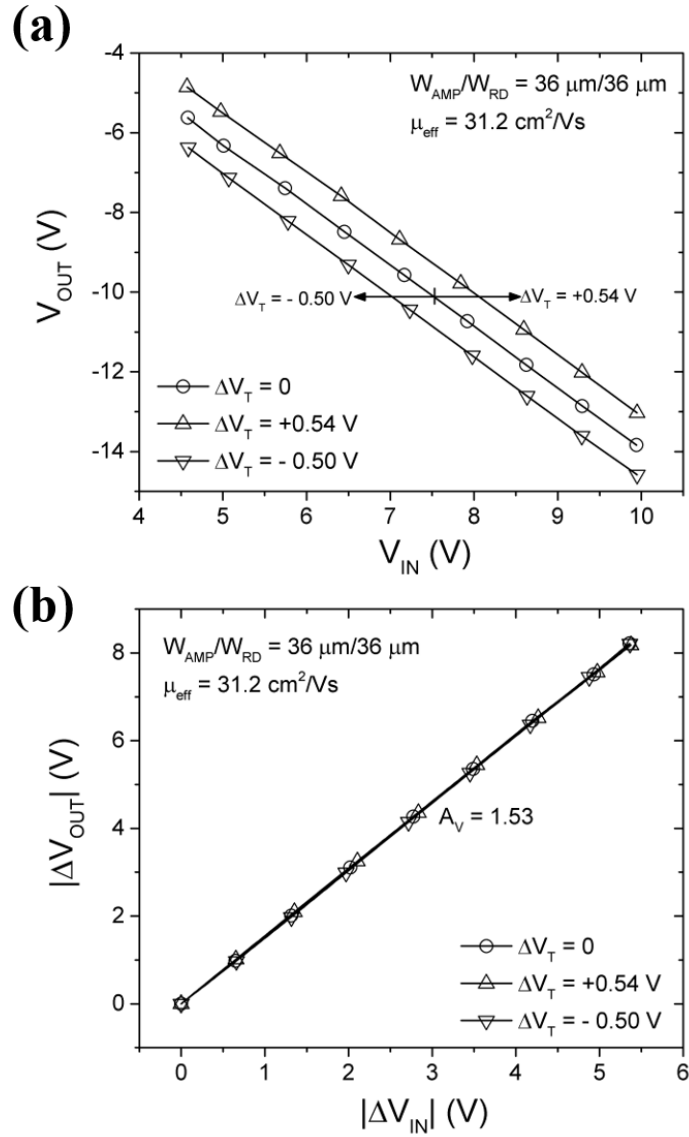 (a)
-4
-6
-8
-10
-12
-14
V_OUT (V)
W_AMP/W_RD = 36 μm/36 μm
μ_eff = 31.2 cm²/Vs
ΔV_T = - 0.50 V
ΔV_T = +0.54 V
ΔV_T = 0
ΔV_T = +0.54 V
ΔV_T = - 0.50 V
4 5 6 7 8 9 10
V_IN (V)
(b)
8
6
4
2
0
|ΔV_OUT| (V)
W_AMP/W_RD = 36 μm/36 μm
μ_eff = 31.2 cm²/Vs
A_V = 1.53
ΔV_T = 0
ΔV_T = +0.54 V
ΔV_T = - 0.50 V
0 1 2 3 4 5 6
|ΔV_IN| (V)